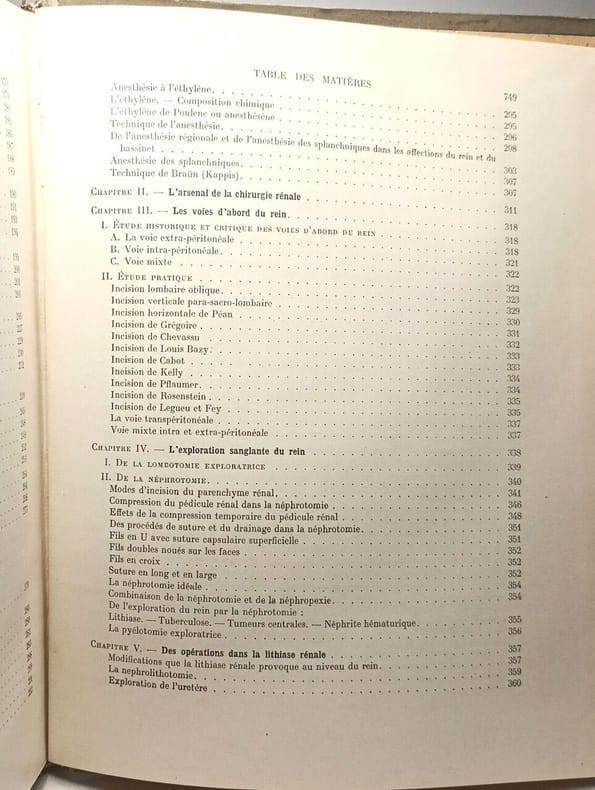 TABLE DES MATIÈRES 749
Anesthésie à l'éthylène. 295
L'éthylène. — Composition chimique 295
L'éthylène de Poulenc ou anesthésène 296
Technique de l'anesthésie. 298
De l'anesthésie régionale et de l'anesthésie des splanchniques dans les affections du rein et du
bassinet 303
Anesthésie des splanchniques. 307
Technique de Braün (Kappis) 307
CHAPITRE II. — L'arsenal de la chirurgie rénale 311
CHAPITRE III. — Les voies d'abord du rein. 318
I. ÉTUDE HISTORIQUE ET CRITIQUE DES VOIES D'ABORD DU REIN 318
A. La voie extra-péritonéale 318
B. Voie intra-péritonéale. 321
C. Voie mixte 322
II. ÉTUDE PRATIQUE 322
Incision lombaire oblique. 323
Incision verticale para-sacro-lombaire 329
Incision horizontale de Péan 330
Incision de Grégoire 331
Incision de Chevassu 332
Incision de Louis Bazy. 333
Incision de Cabot 333
Incision de Kelly 334
Incision de Pflaumer. 334
Incision de Rosenstein 335
Incision de Legueu et Fey 335
La voie transpéritonéale 337
Voie mixte intra et extra-péritonéale 337
CHAPITRE IV. — L'exploration sanglante du rein 338
I. DE LA LOMBOTOMIE EXPLORATRICE 339
II. DE LA NÉPHROTOMIE. 340
Modes d'incision du parenchyme rénal. 341
Compression du pédicule rénal dans la néphrotomie 346
Effets de la compression temporaire du pédicule rénal 348
Des procédés de suture et du drainage dans la néphrotomie. 351
Fils en U avec suture capsulaire superficielle 351
Fils doubles noués sur les faces 352
Fils en croix 352
Suture en long et en large 352
La néphrotomie idéale 354
Combinaison de la néphrotomie et de la néphropexie. 354
De l'exploration du rein par la néphrotomie :
Lithiase. — Tuberculose. — Tumeurs centrales. — Néphrite hématurique. 355
La pyélotomie exploratrice 356
CHAPITRE V. — Des opérations dans la lithiase rénale 357
Modifications que la lithiase rénale provoque au niveau du rein. 357
La nephrolithotomie. 359
Exploration de l'uretère 360